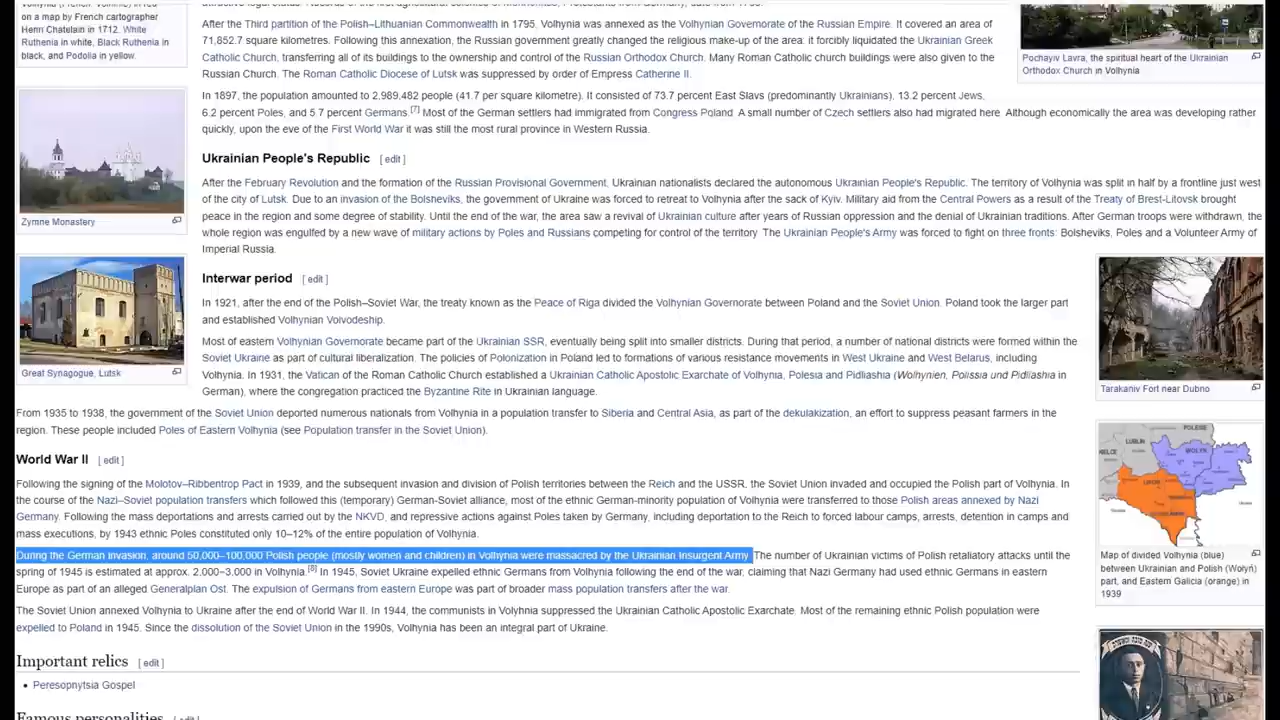 on a map by French cartographer
Henri Chatelain in 1712. White
Ruthenia in white, Black Ruthenia in
black, and Podolia in yellow.
After the Third partition of the Polish–Lithuanian Commonwealth in 1795, Volhynia was annexed as the Volhynian Governorate of the Russian Empire. It covered an area of
71,852.7 square kilometres. Following this annexation, the Russian government greatly changed the religious make-up of the area: it forcibly liquidated the Ukrainian Greek
Catholic Church, transferring all of its buildings to the ownership and control of the Russian Orthodox Church. Many Roman Catholic church buildings were also given to the
Russian Church. The Roman Catholic Diocese of Lutsk was suppressed by order of Empress Catherine II.
Pochayiv Lavra, the spiritual heart of the Ukrainian
Orthodox Church in Volhynia
In 1897, the population amounted to 2,989,482 people (41.7 per square kilometre). It consisted of 73.7 percent East Slavs (predominantly Ukrainians), 13.2 percent Jews,
6.2 percent Poles, and 5.7 percent Germans.[7] Most of the German settlers had immigrated from Congress Poland. A small number of Czech settlers also had migrated here. Although economically the area was developing rather
quickly, upon the eve of the First World War it was still the most rural province in Western Russia.
Zymne Monastery
Ukrainian People's Republic [ edit ]
After the February Revolution and the formation of the Russian Provisional Government, Ukrainian nationalists declared the autonomous Ukrainian People's Republic. The territory of Volhynia was split in half by a frontline just west
of the city of Lutsk. Due to an invasion of the Bolsheviks, the government of Ukraine was forced to retreat to Volhynia after the sack of Kyiv. Military aid from the Central Powers as a result of the Treaty of Brest-Litovsk brought
peace in the region and some degree of stability. Until the end of the war, the area saw a revival of Ukrainian culture after years of Russian oppression and the denial of Ukrainian traditions. After German troops were withdrawn, the
whole region was engulfed by a new wave of military actions by Poles and Russians competing for control of the territory. The Ukrainian People's Army was forced to fight on three fronts: Bolsheviks, Poles and a Volunteer Army of
Imperial Russia.
Great Synagogue, Lutsk
Interwar period [ edit ]
In 1921, after the end of the Polish–Soviet War, the treaty known as the Peace of Riga divided the Volhynian Governorate between Poland and the Soviet Union. Poland took the larger part
and established Volhynian Voivodeship.
Most of eastern Volhynian Governorate became part of the Ukrainian SSR, eventually being split into smaller districts. During that period, a number of national districts were formed within the
Soviet Ukraine as part of cultural liberalization. The policies of Polonization in Poland led to formations of various resistance movements in West Ukraine and West Belarus, including
Volhynia. In 1931, the Vatican of the Roman Catholic Church established a Ukrainian Catholic Apostolic Exarchate of Volhynia, Polesia and Pidliashia (Wolhynien, Polissia und Pidliashia in
German), where the congregation practiced the Byzantine Rite in Ukrainian language.
Tarakaniv Fort near Dubno
From 1935 to 1938, the government of the Soviet Union deported numerous nationals from Volhynia in a population transfer to Siberia and Central Asia, as part of the dekulakization, an effort to suppress peasant farmers in the
region. These people included Poles of Eastern Volhynia (see Population transfer in the Soviet Union).
World War II [ edit ]
Following the signing of the Molotov–Ribbentrop Pact in 1939, and the subsequent invasion and division of Polish territories between the Reich and the USSR, the Soviet Union invaded and occupied the Polish part of Volhynia. In
the course of the Nazi–Soviet population transfers which followed this (temporary) German-Soviet alliance, most of the ethnic German-minority population of Volhynia were transferred to those Polish areas annexed by Nazi
Germany. Following the mass deportations and arrests carried out by the NKVD, and repressive actions against Poles taken by Germany, including deportation to the Reich to forced labour camps, arrests, detention in camps and
mass executions, by 1943 ethnic Poles constituted only 10–12% of the entire population of Volhynia.
During the German invasion, around 50,000–100,000 Polish people (mostly women and children) in Volhynia were massacred by the Ukrainian Insurgent Army. The number of Ukrainian victims of Polish retaliatory attacks until the
spring of 1945 is estimated at approx. 2,000–3,000 in Volhynia.[8] In 1945, Soviet Ukraine expelled ethnic Germans from Volhynia following the end of the war, claiming that Nazi Germany had used ethnic Germans in eastern
Europe as part of an alleged Generalplan Ost. The expulsion of Germans from eastern Europe was part of broader mass population transfers after the war.
The Soviet Union annexed Volhynia to Ukraine after the end of World War II. In 1944, the communists in Volyhnia suppressed the Ukrainian Catholic Apostolic Exarchate. Most of the remaining ethnic Polish population were
expelled to Poland in 1945. Since the dissolution of the Soviet Union in the 1990s, Volhynia has been an integral part of Ukraine.
POLESIE
LUBLIN
WOLYN
LWOW
Map of divided Volhynia (blue)
between Ukrainian and Polish (Wołyń)
part, and Eastern Galicia (orange) in
1939
Important relics [ edit ]
• Peresopnytsia Gospel
Famous personalities [ edit ]